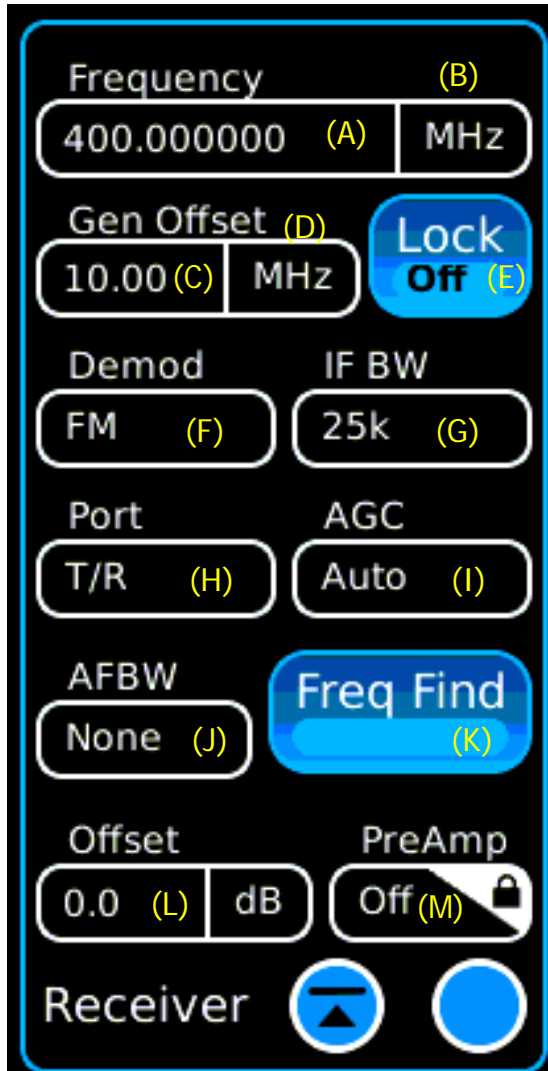 Frequency (B)
400.000000 (A) MHz
Gen Offset (D)
Lock
10.00 (C) MHz
Off (E)
Demod IF BW
FM (F) 25k (G)
Port AGC
T/R (H) Auto (I)
AFBW
Freq Find
None (J) (K)
Offset PreAmp
0.0 (L) dB Off (M)
Receiver